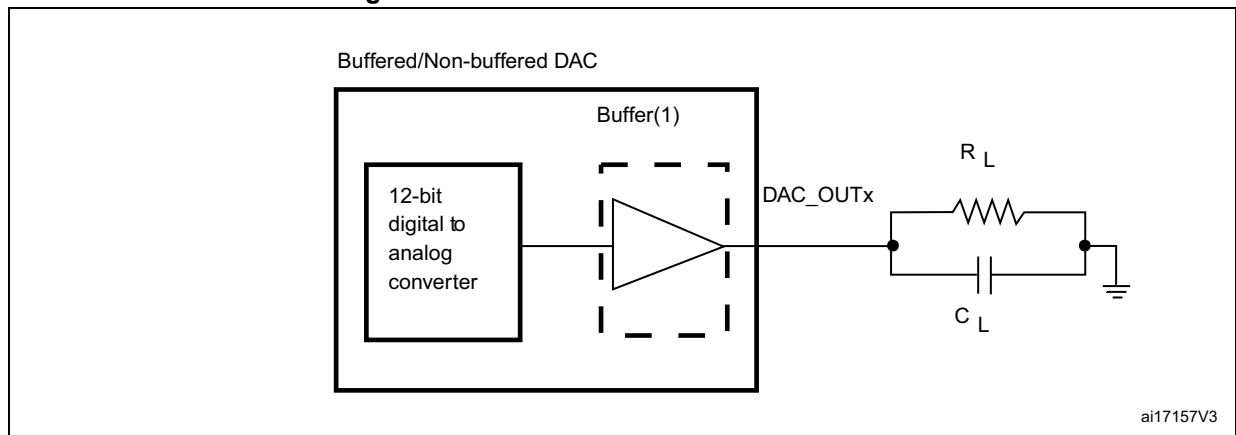 Buffered/Non-buffered DAC
Buffer(1)
12-bit
digital to
analog
converter
DAC_OUTx
R L
C L
ai17157V3